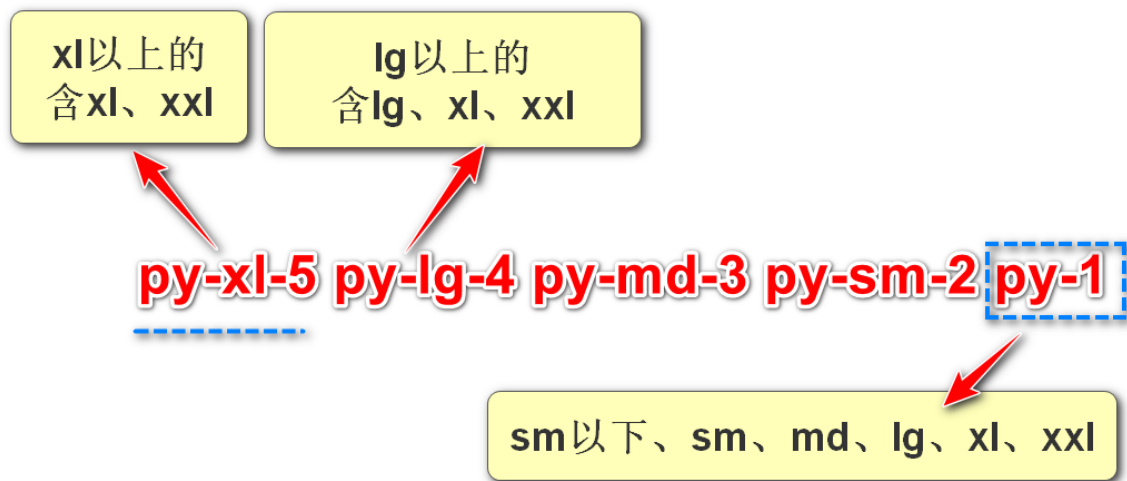 xl以上的
含xl、xxl
lg以上的
含lg、xl、xxl
py-xl-5 py-lg-4 py-md-3 py-sm-2 py-1
sm以下、sm、md、lg、xl、xxl